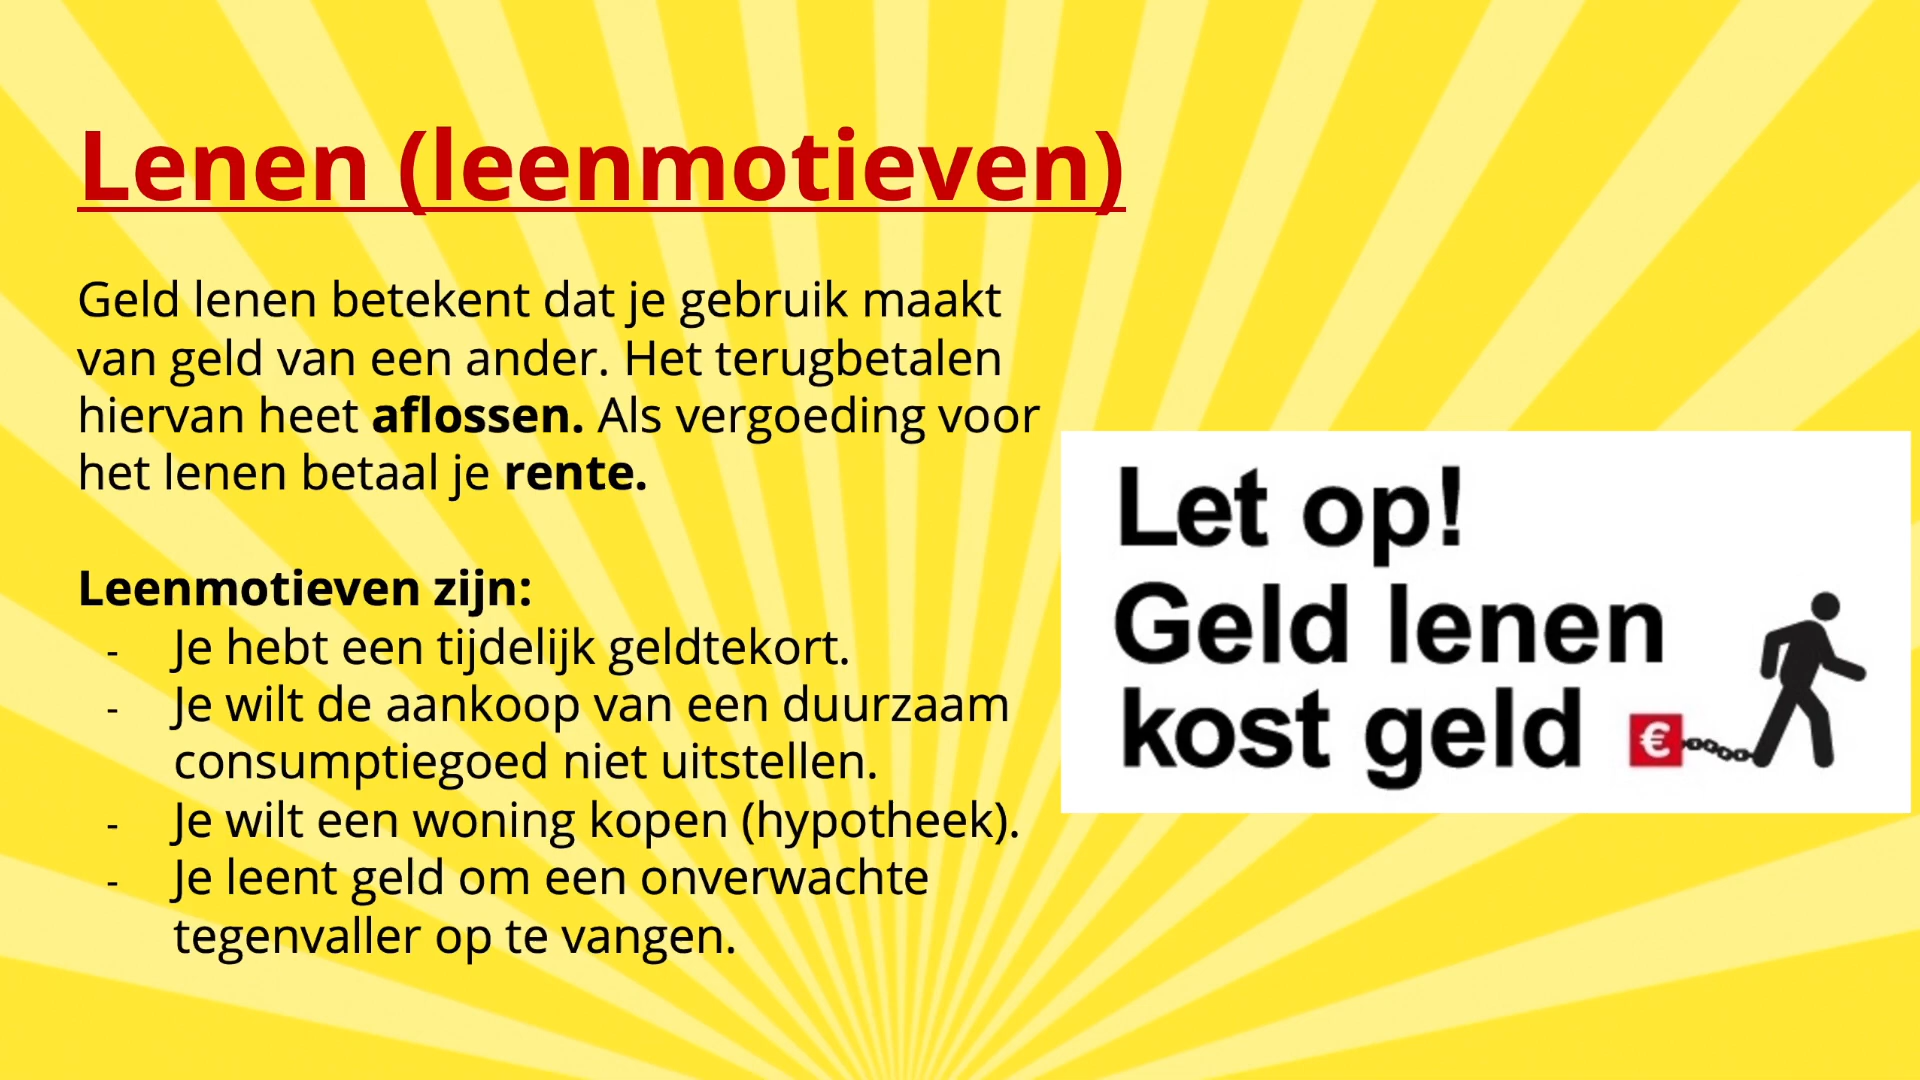 Lenen (leenmotieven)
Geld lenen betekent dat je gebruik maakt
van geld van een ander. Het terugbetalen
hiervan heet aflossen. Als vergoeding voor
het lenen betaal je rente.
Leenmotieven zijn:
- Je hebt een tijdelijk geldtekort.
- Je wilt de aankoop van een duurzaam
consumptiegoed niet uitstellen.
- Je wilt een woning kopen (hypotheek).
- Je leent geld om een onverwachte
tegenvaller op te vangen.
Let op!
Geld lenen
kost geld
€